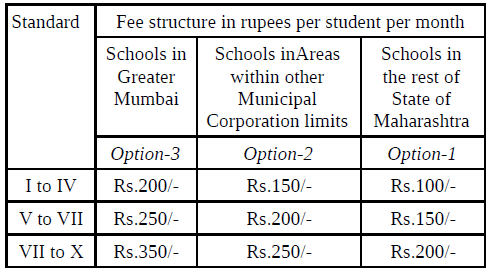 Standard Fee structure in rupees per student per month
Schools in Greater Mumbai
Schools inAreas within other Municipal Corporation limits
Schools in the rest of State of Maharashtra
Option-3 Option-2 Option-1
I to IV Rs.200/- Rs.150/- Rs.100/-
V to VII Rs.250/- Rs.200/- Rs.150/-
VII to X Rs.350/- Rs.250/- Rs.200/-